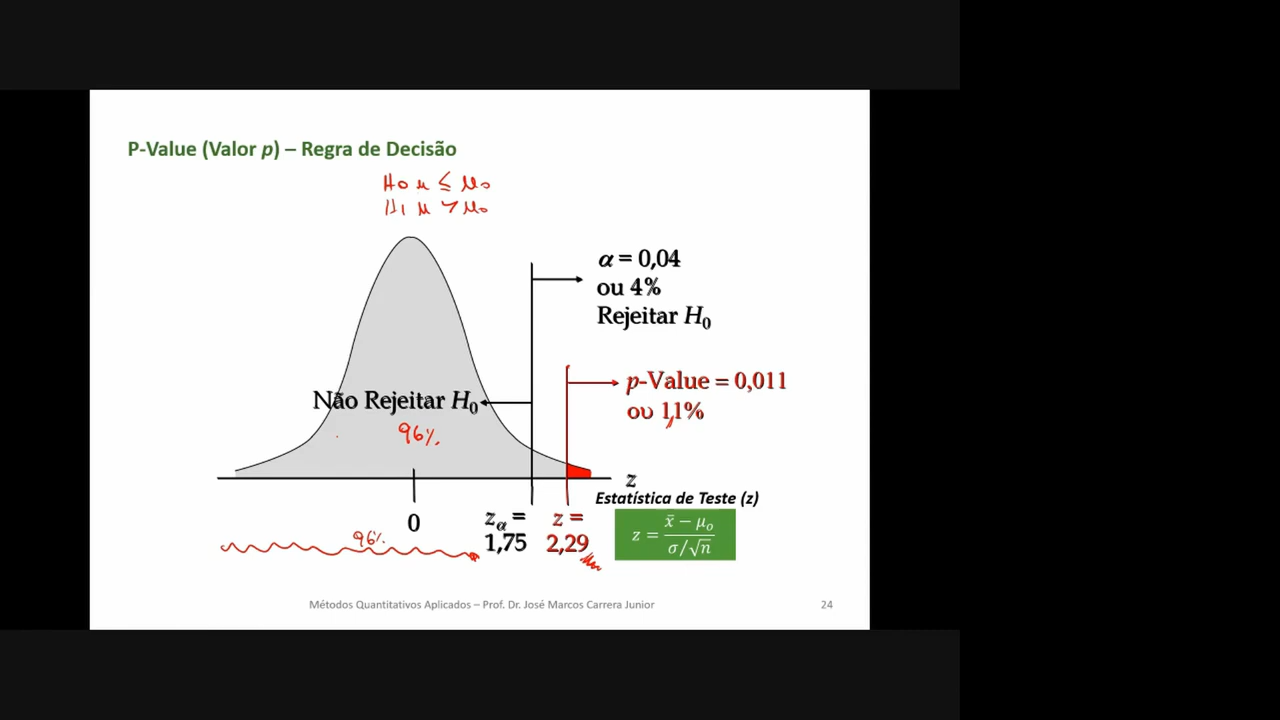 P-Value (Valor p) – Regra de Decisão
H0 μ ≤ μ0
H1 μ > μ0
α = 0,04
ou 4%
Rejeitar H0
p-Value = 0,011
ou 1,1%
Não Rejeitar H0
96%
z
Estatística de Teste (z)
0
zα =
1,75
z =
2,29
z = (x̄ − μo) / (σ/√n)
96%
Métodos Quantitativos Aplicados – Prof. Dr. José Marcos Carrera Junior
24